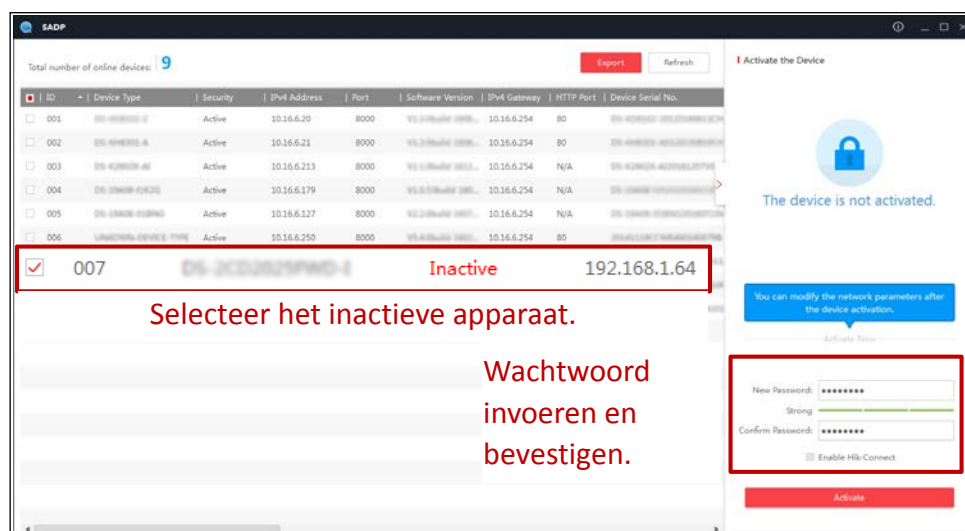 SADP
Total number of online devices: 9
Export
Refresh
ID | Device Type | Security | IPv4 Address | Port | Software Version | IPv4 Gateway | HTTP Port | Device Serial No.
001 Active 10.16.6.20 8000 10.16.6.254 80
002 Active 10.16.6.21 8000 10.16.6.254 80
003 Active 10.16.6.213 8000 10.16.6.254 N/A
004 Active 10.16.6.179 8000 10.16.6.254 N/A
005 Active 10.16.6.127 8000 10.16.6.254 N/A
006 Active 10.16.6.250 8000 10.16.6.254 80
007 Inactive 192.168.1.64
Selecteer het inactieve apparaat.
Wachtwoord
invoeren en
bevestigen.
Activate the Device
The device is not activated.
You can modify the network parameters after
the device activation.
Activate Now
New Password: ●●●●●●●●
Strong
Confirm Password: ●●●●●●●●
Enable Hik-Connect
Activate